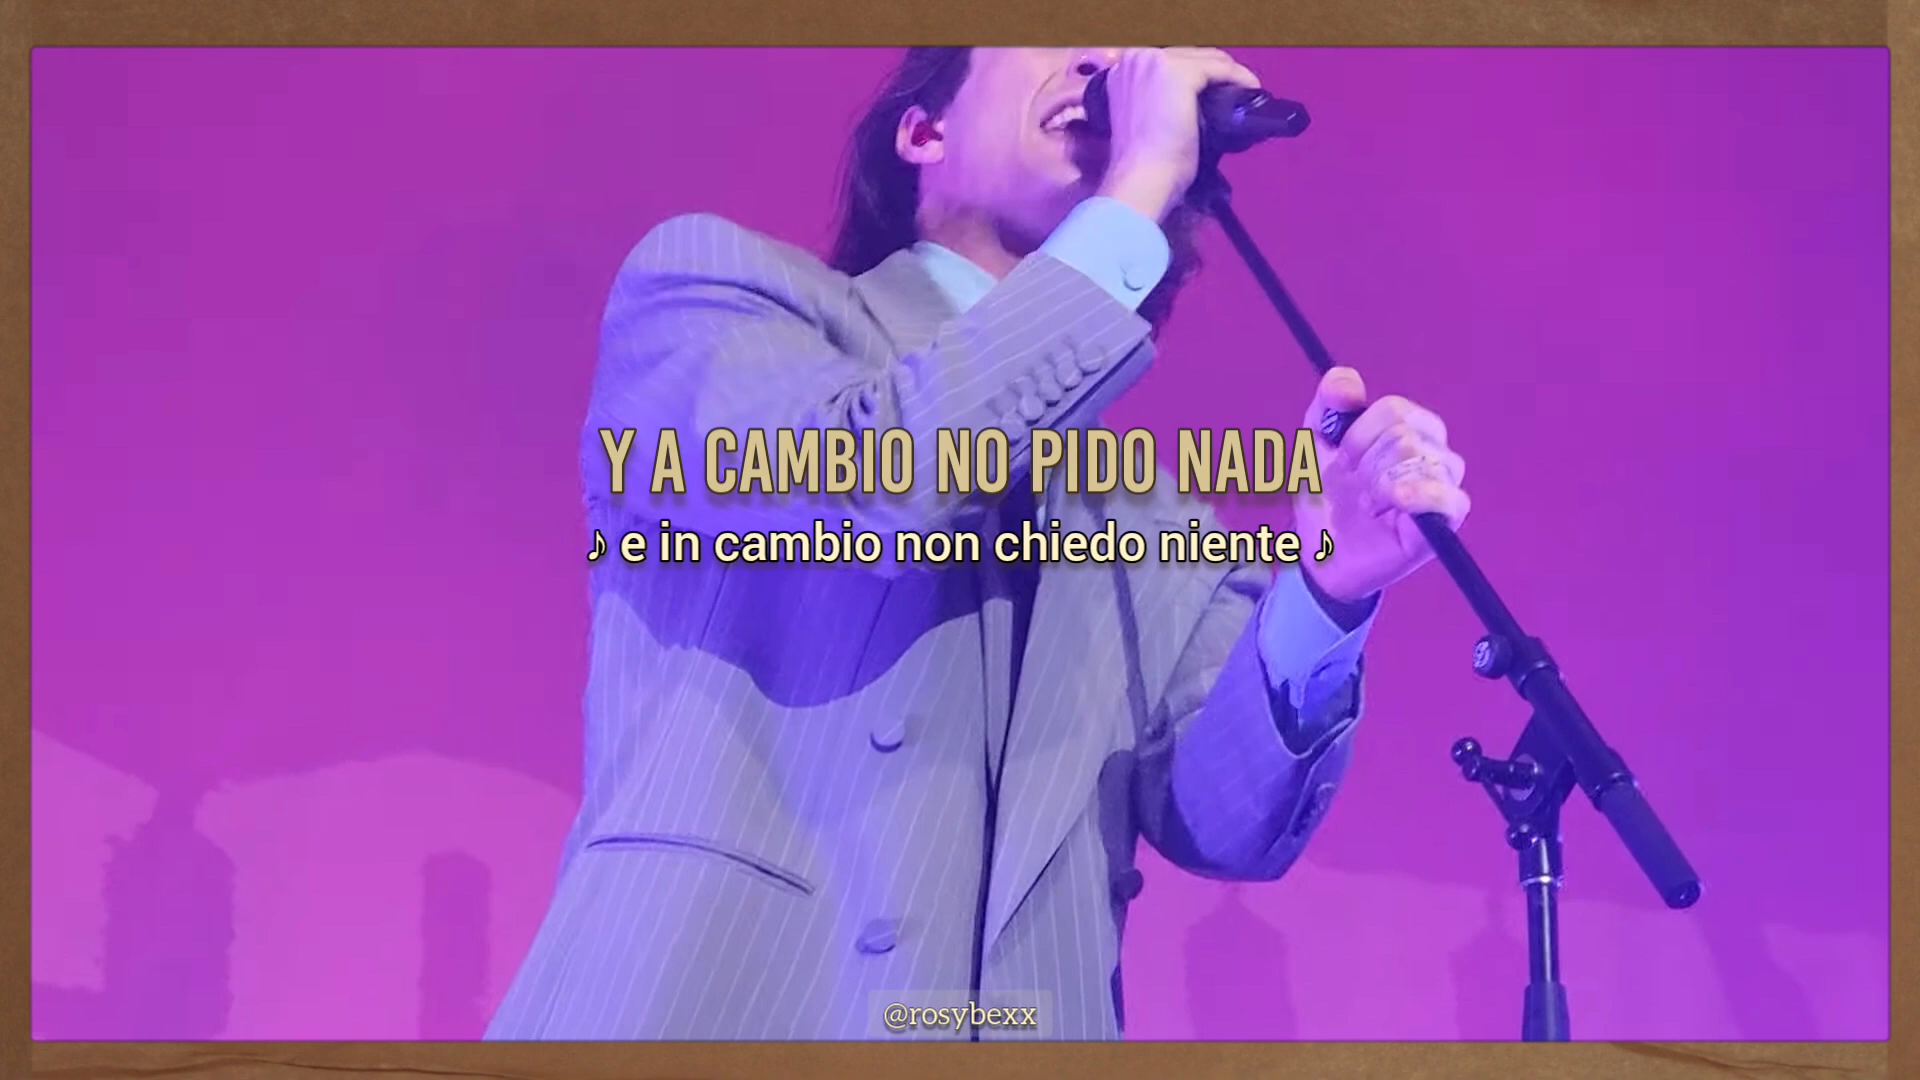 Y A CAMBIO NO PIDO NADA
♪ e in cambio non chiedo niente ♪
@rosybexx